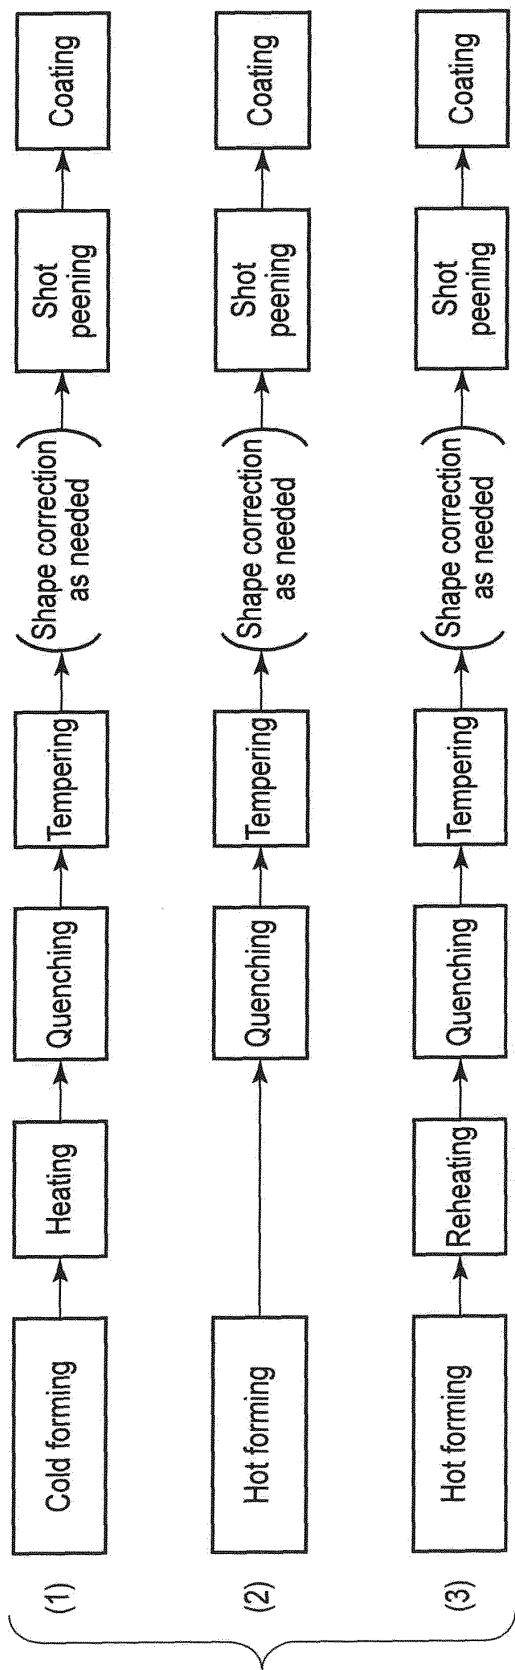 (1)
Cold forming
Heating
Quenching
Tempering
(Shape correction
as needed)
Shot
peening
Coating
(2)
Hot forming
Quenching
Tempering
(Shape correction
as needed)
Shot
peening
Coating
(3)
Hot forming
Reheating
Quenching
Tempering
(Shape correction
as needed)
Shot
peening
Coating